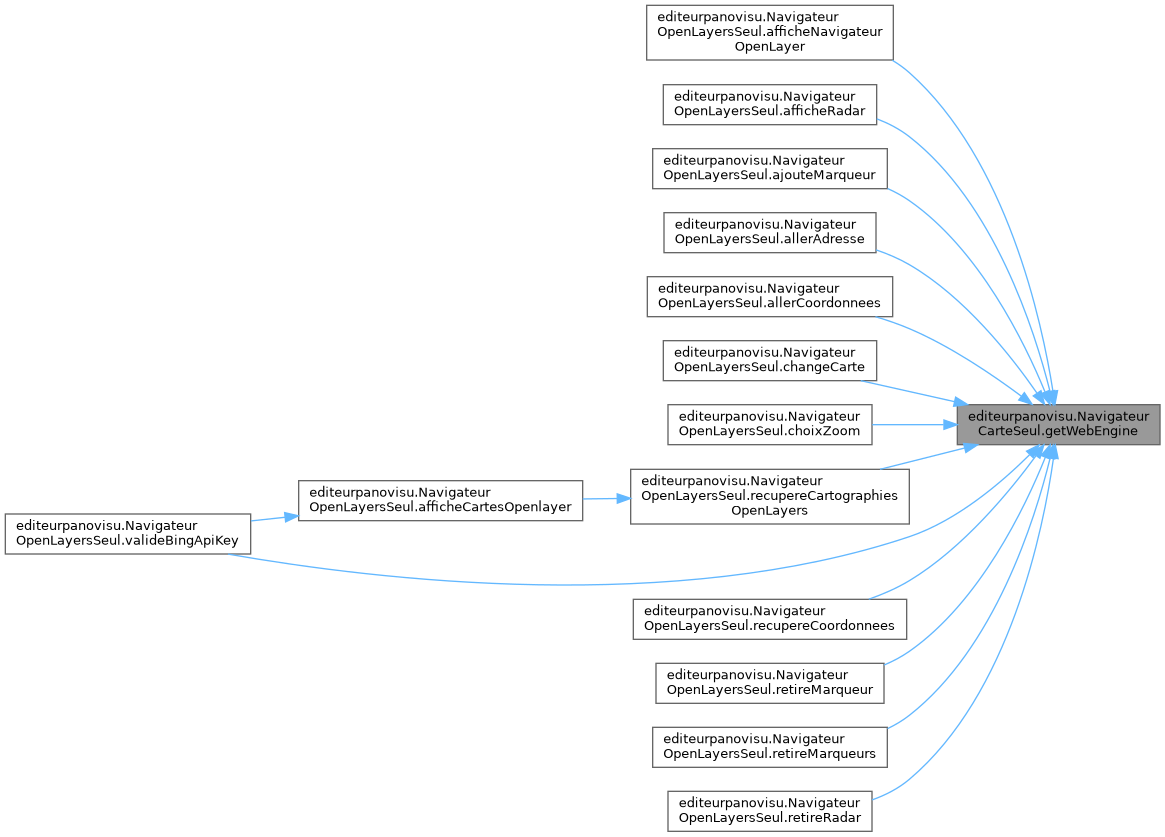 editeurpanovisu.Navigateur
OpenLayersSeul.afficheNavigateur
OpenLayer
editeurpanovisu.Navigateur
OpenLayersSeul.afficheRadar
editeurpanovisu.Navigateur
OpenLayersSeul.ajouteMarqueur
editeurpanovisu.Navigateur
OpenLayersSeul.allerAdresse
editeurpanovisu.Navigateur
OpenLayersSeul.allerCoordonnees
editeurpanovisu.Navigateur
OpenLayersSeul.changeCarte
editeurpanovisu.Navigateur
OpenLayersSeul.choixZoom
editeurpanovisu.Navigateur
CarteSeul.getWebEngine
editeurpanovisu.Navigateur
OpenLayersSeul.recupereCartographies
OpenLayers
editeurpanovisu.Navigateur
OpenLayersSeul.afficheCartesOpenlayer
editeurpanovisu.Navigateur
OpenLayersSeul.valideBingApiKey
editeurpanovisu.Navigateur
OpenLayersSeul.recupereCoordonnees
editeurpanovisu.Navigateur
OpenLayersSeul.retireMarqueur
editeurpanovisu.Navigateur
OpenLayersSeul.retireMarqueurs
editeurpanovisu.Navigateur
OpenLayersSeul.retireRadar